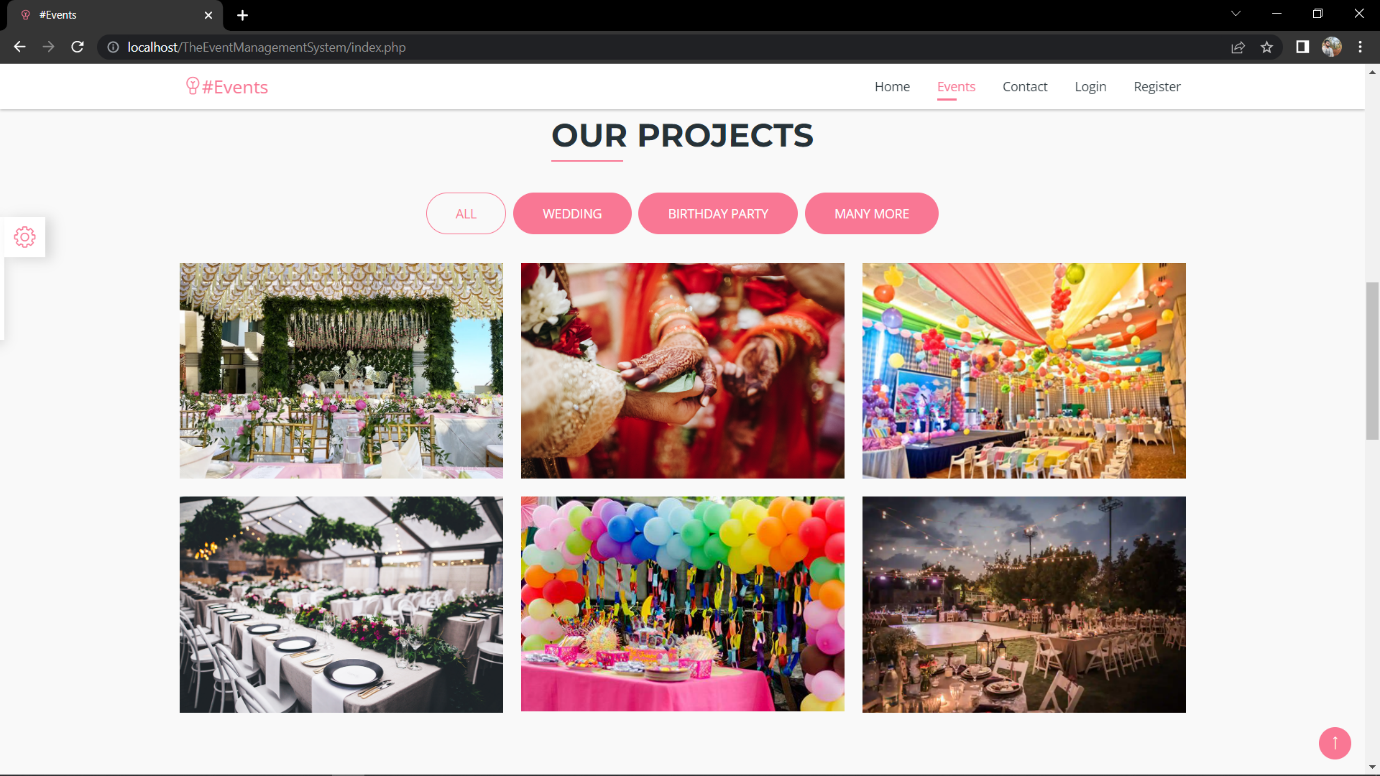 #Events
localhost/TheEventManagementSystem/index.php
#Events
Home Events Contact Login Register
OUR PROJECTS
ALL WEDDING BIRTHDAY PARTY MANY MORE